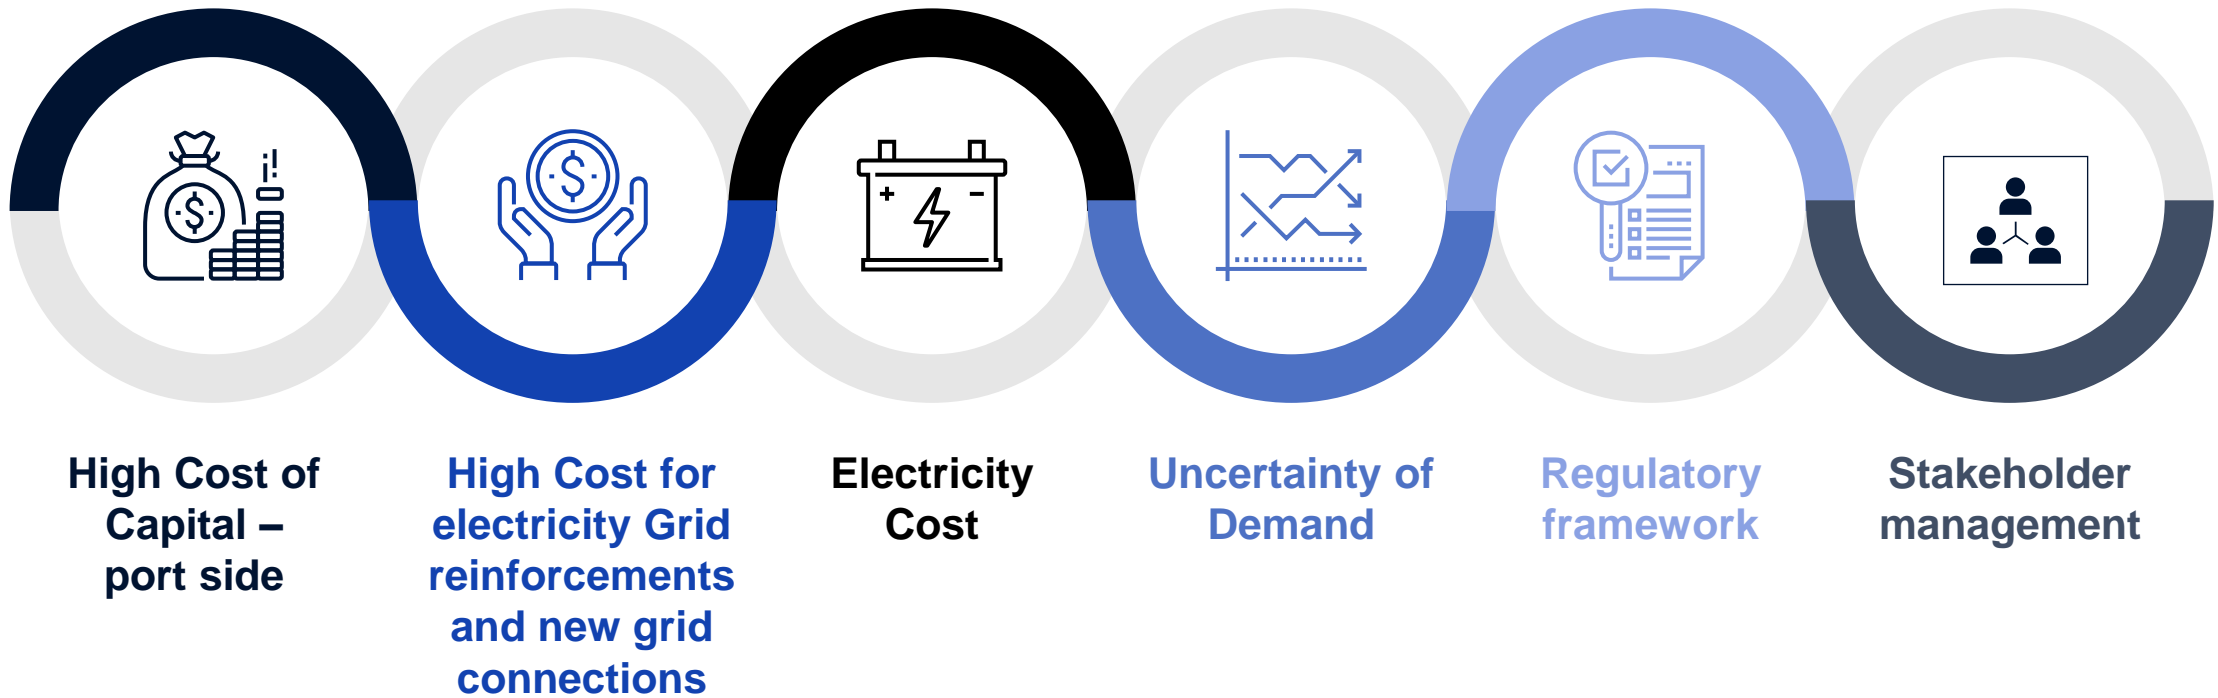 High Cost of
Capital –
port side
High Cost for
electricity Grid
reinforcements
and new grid
connections
Electricity
Cost
Uncertainty of
Demand
Regulatory
framework
Stakeholder
management